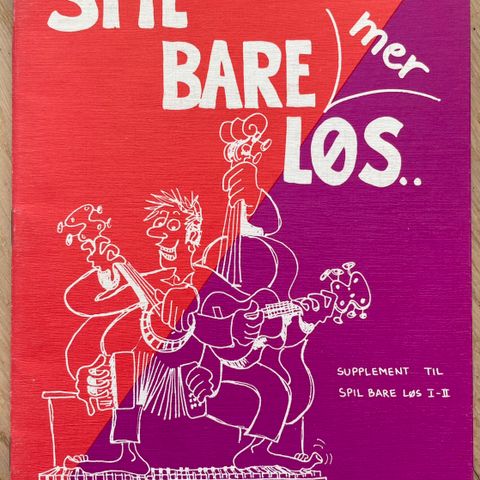 SPIL
BARE
mer
LØS..
SUPPLEMENT TIL
SPIL BARE LØS I-II